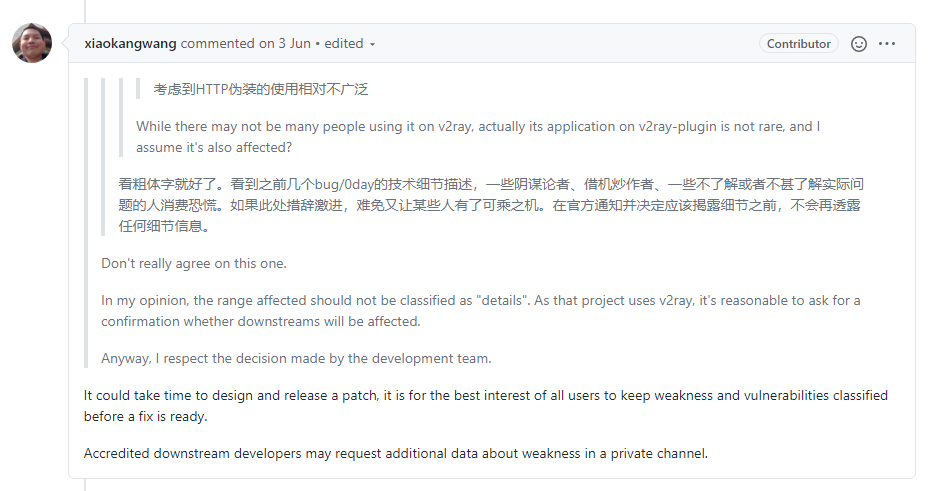 xiaokangwang commented on 3 Jun • edited
Contributor
考虑到HTTP伪装的使用相对不广泛
While there may not be many people using it on v2ray, actually its application on v2ray-plugin is not rare, and I
assume it's also affected?
看粗体字就好了。看到之前几个bug/0day的技术细节描述，一些阴谋论者、借机炒作者、一些不了解或者不甚了解实际问
题的人消费恐慌。如果此处措辞激进，难免又让某些人有了可乘之机。在官方通知并决定应该揭露细节之前，不会再透露
任何细节信息。
Don't really agree on this one.
In my opinion, the range affected should not be classified as "details". As that project uses v2ray, it's reasonable to ask for a
confirmation whether downstreams will be affected.
Anyway, I respect the decision made by the development team.
It could take time to design and release a patch, it is for the best interest of all users to keep weakness and vulnerabilities classified
before a fix is ready.
Accredited downstream developers may request additional data about weakness in a private channel.